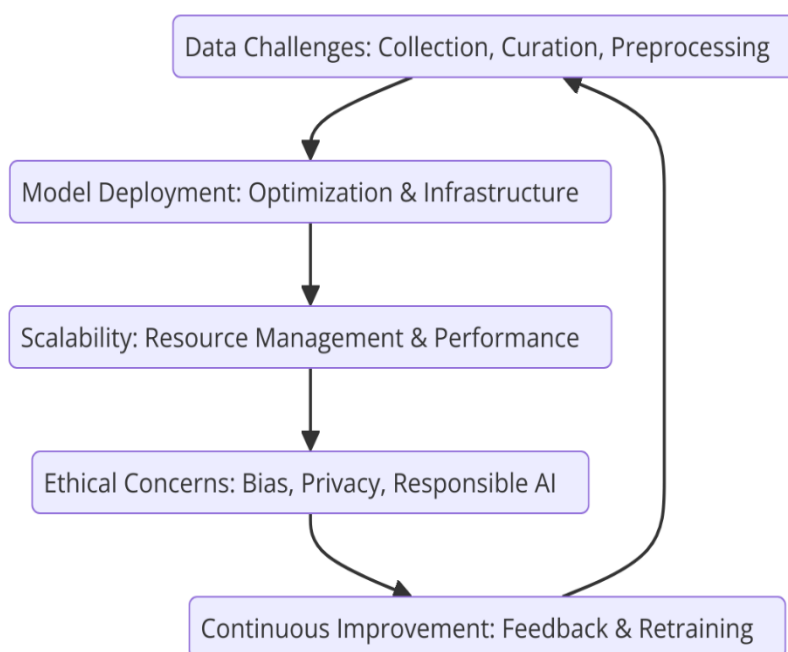 Data Challenges: Collection, Curation, Preprocessing
Model Deployment: Optimization & Infrastructure
Scalability: Resource Management & Performance
Ethical Concerns: Bias, Privacy, Responsible AI
Continuous Improvement: Feedback & Retraining